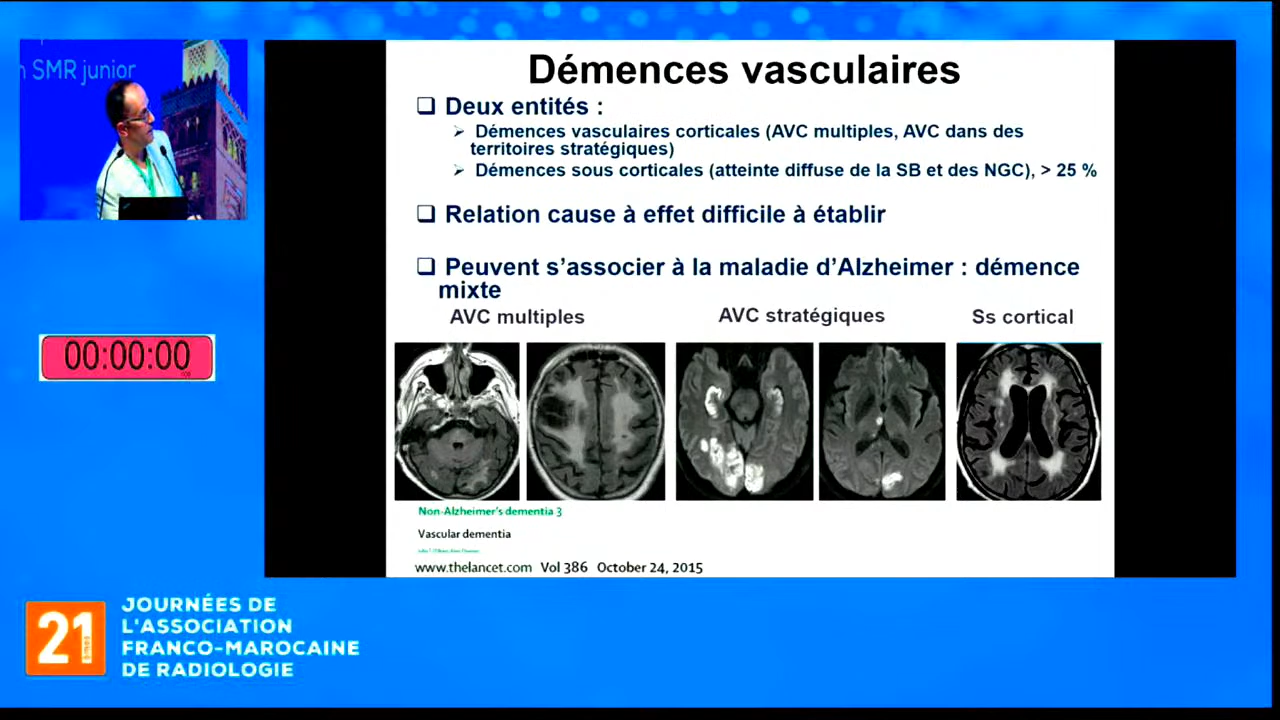 n SMR junior
00:00:00
Démences vasculaires
❑ Deux entités :
➢ Démences vasculaires corticales (AVC multiples, AVC dans des
territoires stratégiques)
➢ Démences sous corticales (atteinte diffuse de la SB et des NGC), > 25 %
❑ Relation cause à effet difficile à établir
❑ Peuvent s’associer à la maladie d’Alzheimer : démence
mixte
AVC multiples
AVC stratégiques
Ss cortical
Non-Alzheimer's dementia 3
Vascular dementia
www.thelancet.com Vol 386 October 24, 2015
21
èmes
JOURNÉES DE
L'ASSOCIATION
FRANCO-MAROCAINE
DE RADIOLOGIE